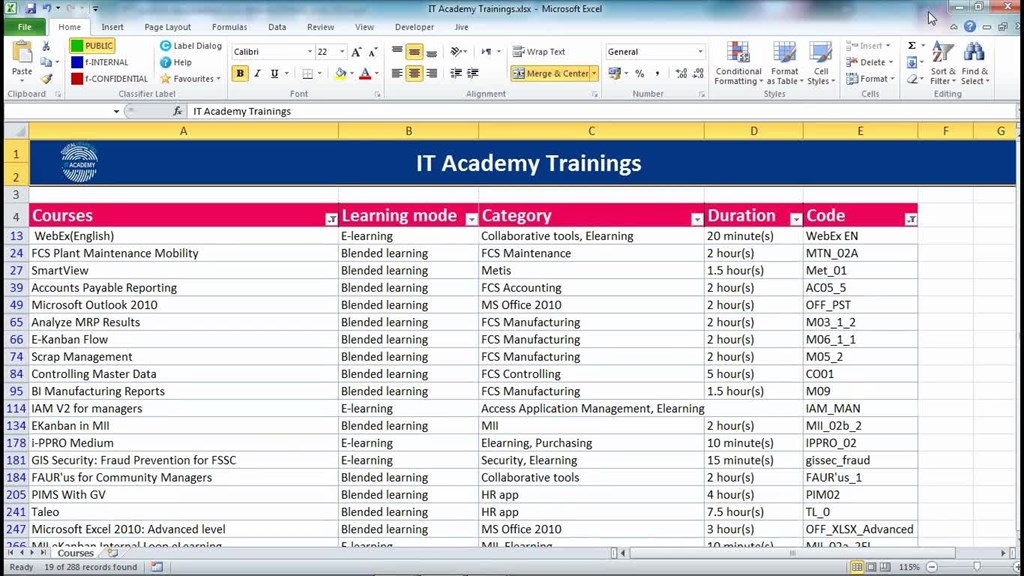 IT Academy Trainings.xlsx - Microsoft Excel
File Home Insert Page Layout Formulas Data Review View Developer Jive
Paste
Clipboard
PUBLIC
f-INTERNAL
f-CONFIDENTIAL
Label Dialog
Help
Favourites
Classifier Label
Calibri 22
B I U
Font
Wrap Text
Merge & Center
Alignment
General
Number
Conditional Formatting
Format as Table
Cell Styles
Styles
Insert
Delete
Format
Cells
Sort & Filter
Find & Select
Editing
fx IT Academy Trainings
A B C D E F G
1
2
ACADEMY
IT Academy Trainings
3
4 Courses Learning mode Category Duration Code
13 WebEx(English) E-learning Collaborative tools, Elearning 20 minute(s) WebEx EN
24 FCS Plant Maintenance Mobility Blended learning FCS Maintenance 2 hour(s) MTN_02A
27 SmartView Blended learning Metis 1.5 hour(s) Met_01
39 Accounts Payable Reporting Blended learning FCS Accounting 2 hour(s) AC05_5
49 Microsoft Outlook 2010 Blended learning MS Office 2010 2 hour(s) OFF_PST
65 Analyze MRP Results Blended learning FCS Manufacturing 2 hour(s) M03_1_2
66 E-Kanban Flow Blended learning FCS Manufacturing 2 hour(s) M06_1_1
74 Scrap Management Blended learning FCS Manufacturing 2 hour(s) M05_2
84 Controlling Master Data Blended learning FCS Controlling 5 hour(s) CO01
95 BI Manufacturing Reports Blended learning FCS Manufacturing 1.5 hour(s) M09
114 IAM V2 for managers E-learning Access Application Management, Elearning IAM_MAN
134 EKanban in MII Blended learning MII 2 hour(s) MII_02b_2
178 i-PPRO Medium E-learning Elearning, Purchasing 10 minute(s) IPPRO_02
181 GIS Security: Fraud Prevention for FSSC E-learning Security, Elearning 15 minute(s) gissec_fraud
184 FAUR'us for Community Managers Blended learning Collaborative tools 2 hour(s) FAUR'us_1
205 PIMS With GV Blended learning HR app 4 hour(s) PIM02
241 Taleo Blended learning HR app 7.5 hour(s) TL_0
247 Microsoft Excel 2010: Advanced level Blended learning MS Office 2010 3 hour(s) OFF_XLSX_Advanced
266 MII eKanban Internal Loop eLearning E-learning MII, Elearning 10 minute(s)
Courses
Ready 19 of 288 records found 115%